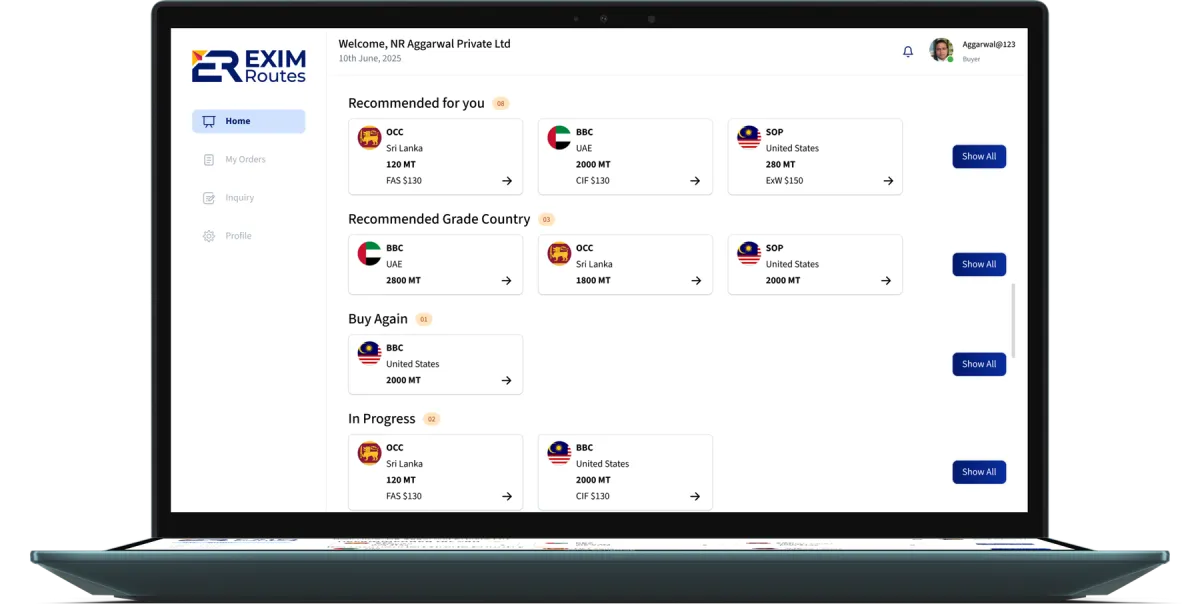 EXIM
Routes
Welcome, NR Aggarwal Private Ltd
10th June, 2025
Aggarwal@123
Buyer
Home
My Orders
Inquiry
Profile
Recommended for you 08
OCC
Sri Lanka
120 MT
FAS $130
BBC
UAE
2000 MT
CIF $130
SOP
United States
280 MT
ExW $150
Show All
Recommended Grade Country 03
BBC
UAE
2800 MT
OCC
Sri Lanka
1800 MT
SOP
United States
2000 MT
Show All
Buy Again 01
BBC
United States
2000 MT
Show All
In Progress 02
OCC
Sri Lanka
120 MT
FAS $130
BBC
United States
2000 MT
CIF $130
Show All